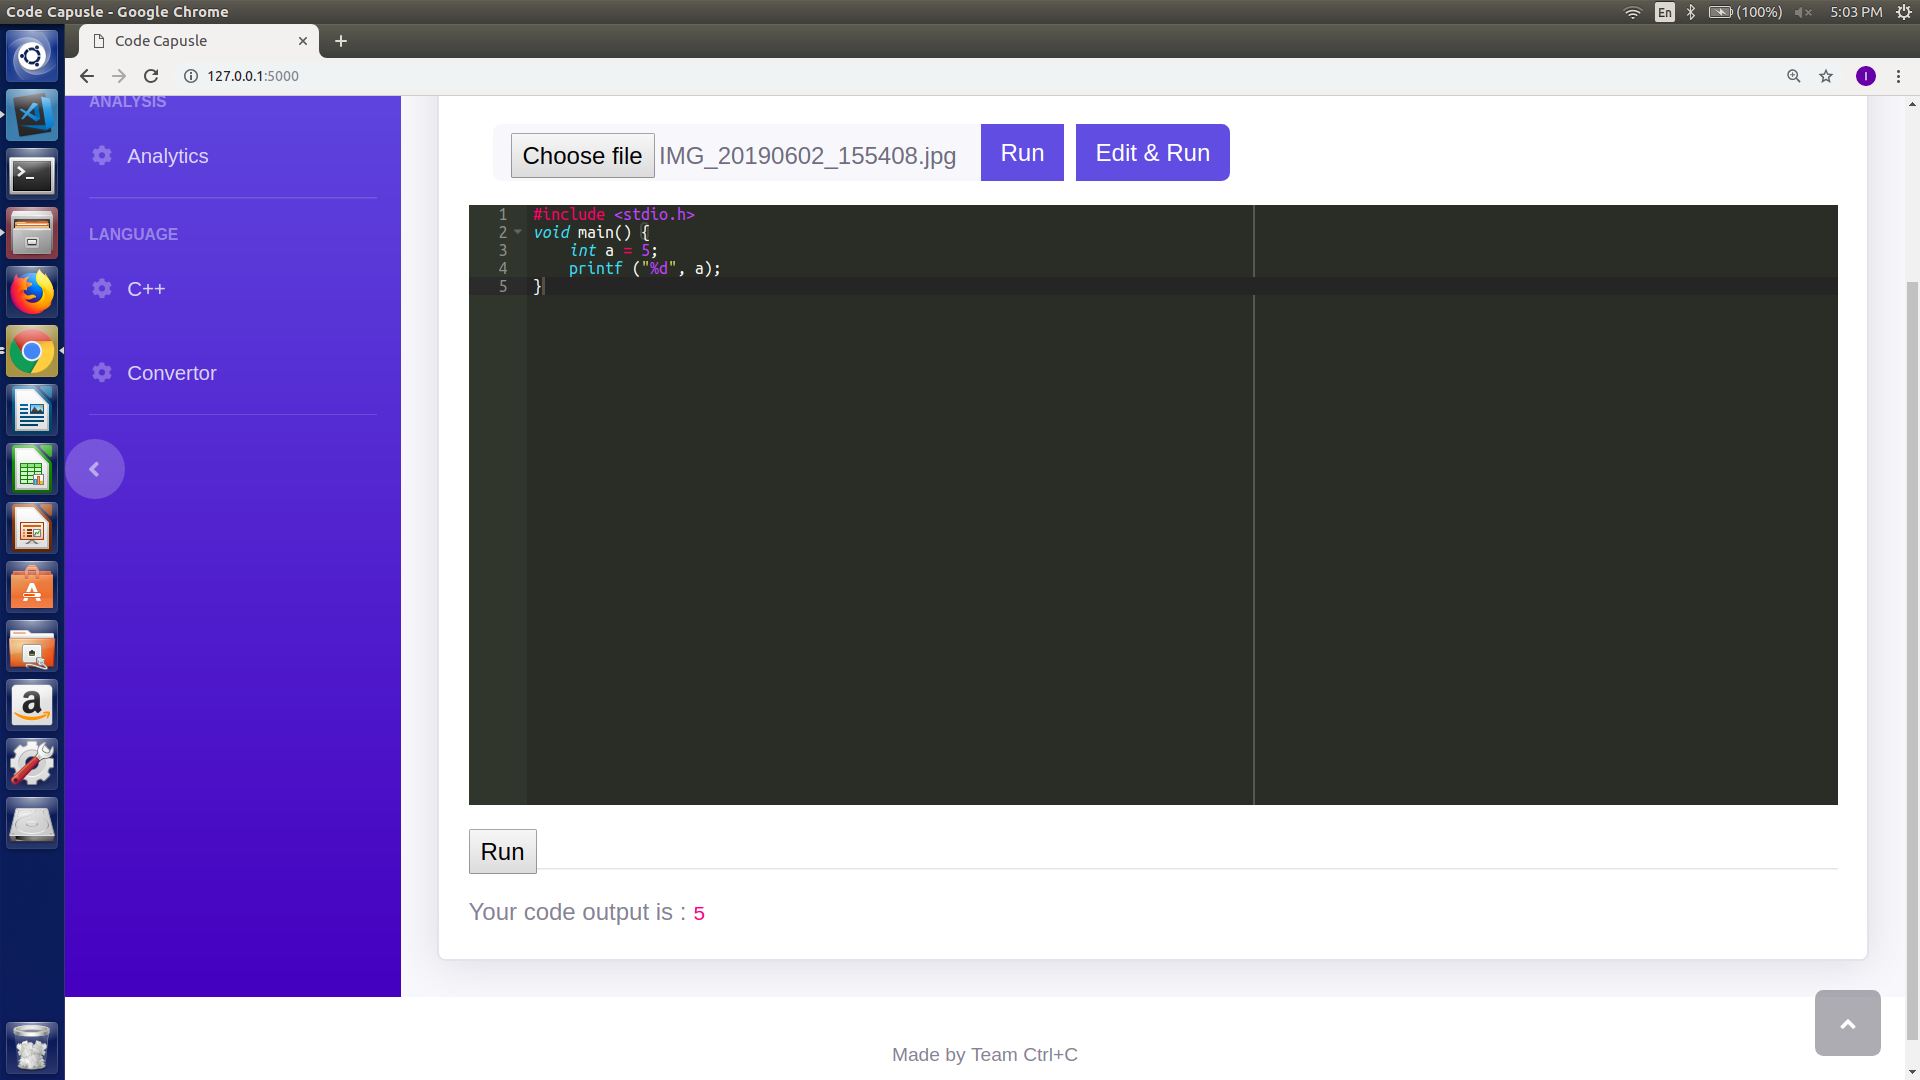 Code Capusle - Google Chrome
En
(100%)
5:03 PM
Code Capusle
127.0.0.1:5000
I
ANALYSIS
Analytics
LANGUAGE
C++
Convertor
Choose file IMG_20190602_155408.jpg Run Edit & Run
1 #include <stdio.h>
2 void main() {
3 int a = 5;
4 printf ("%d", a);
5 }
Run
Your code output is : 5
Made by Team Ctrl+C